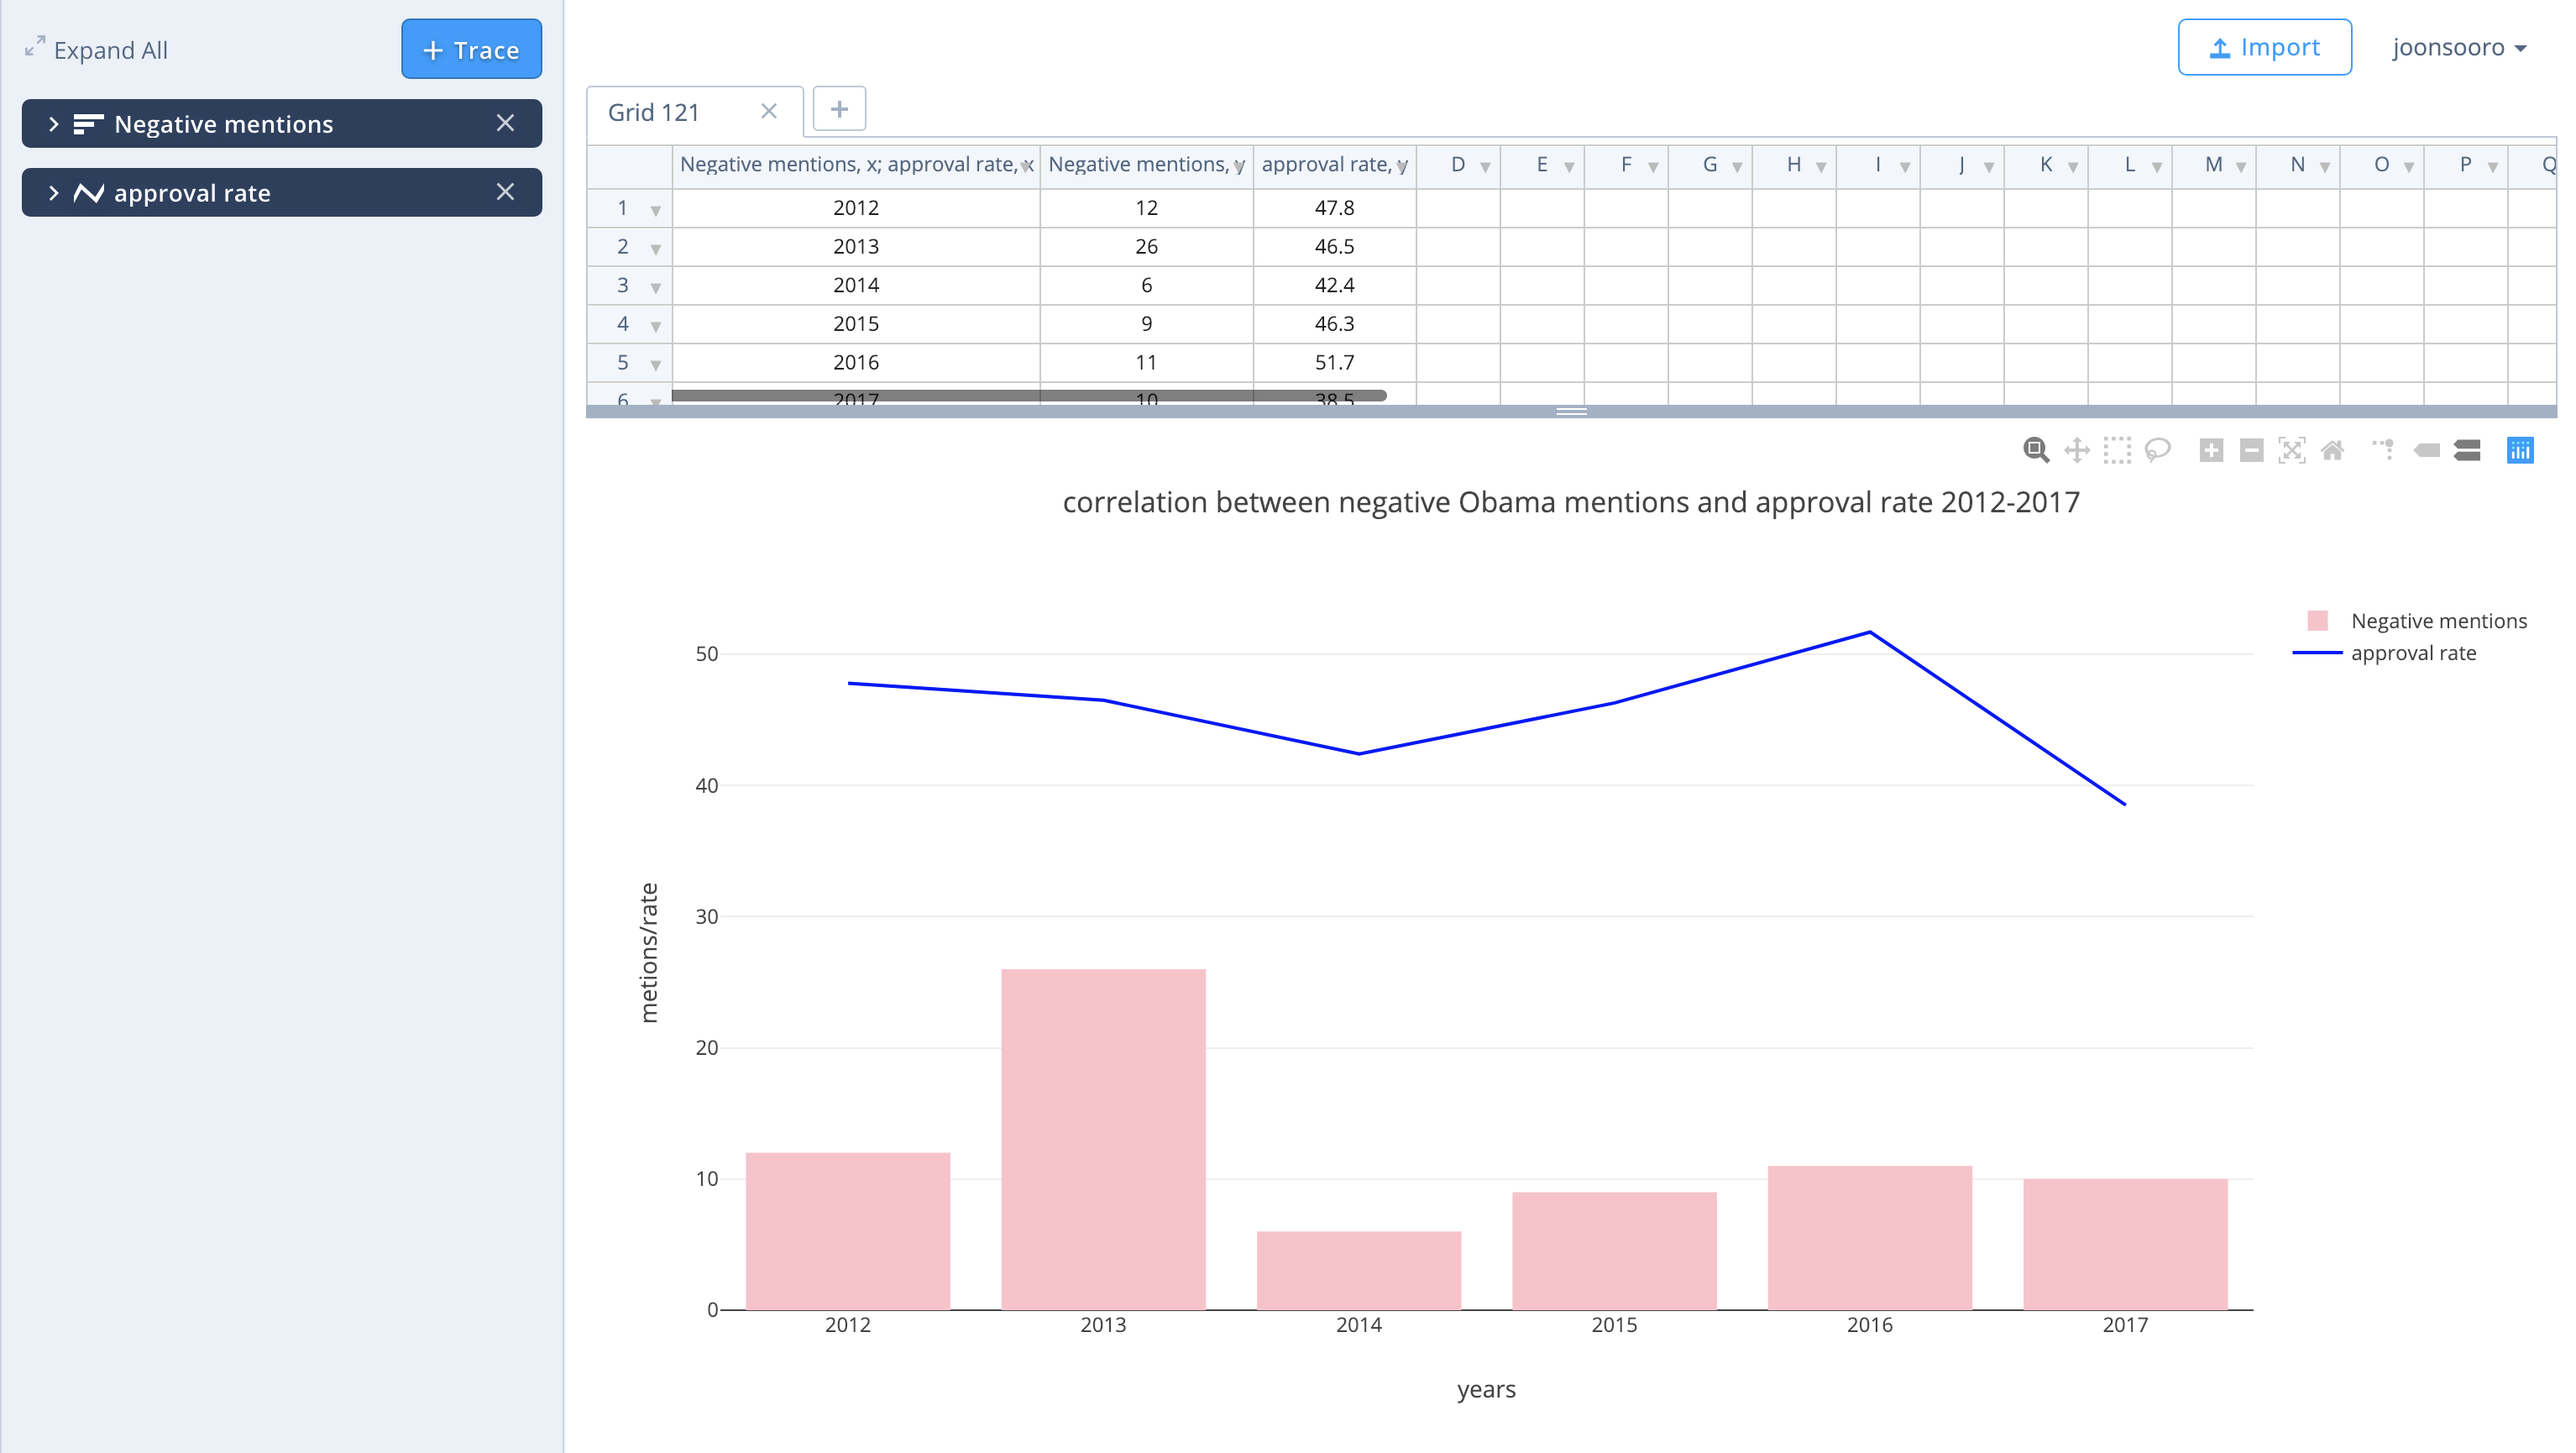 Expand All
+ Trace
Negative mentions
approval rate
Import
joonsooro
Grid 121
Negative mentions, x; approval rate, x Negative mentions, y approval rate, y D E F G H I J K L M N O P Q
1 2012 12 47.8
2 2013 26 46.5
3 2014 6 42.4
4 2015 9 46.3
5 2016 11 51.7
6 2017 10 38.5
correlation between negative Obama mentions and approval rate 2012-2017
Negative mentions
approval rate
50
40
30
20
10
0
metions/rate
2012 2013 2014 2015 2016 2017
years